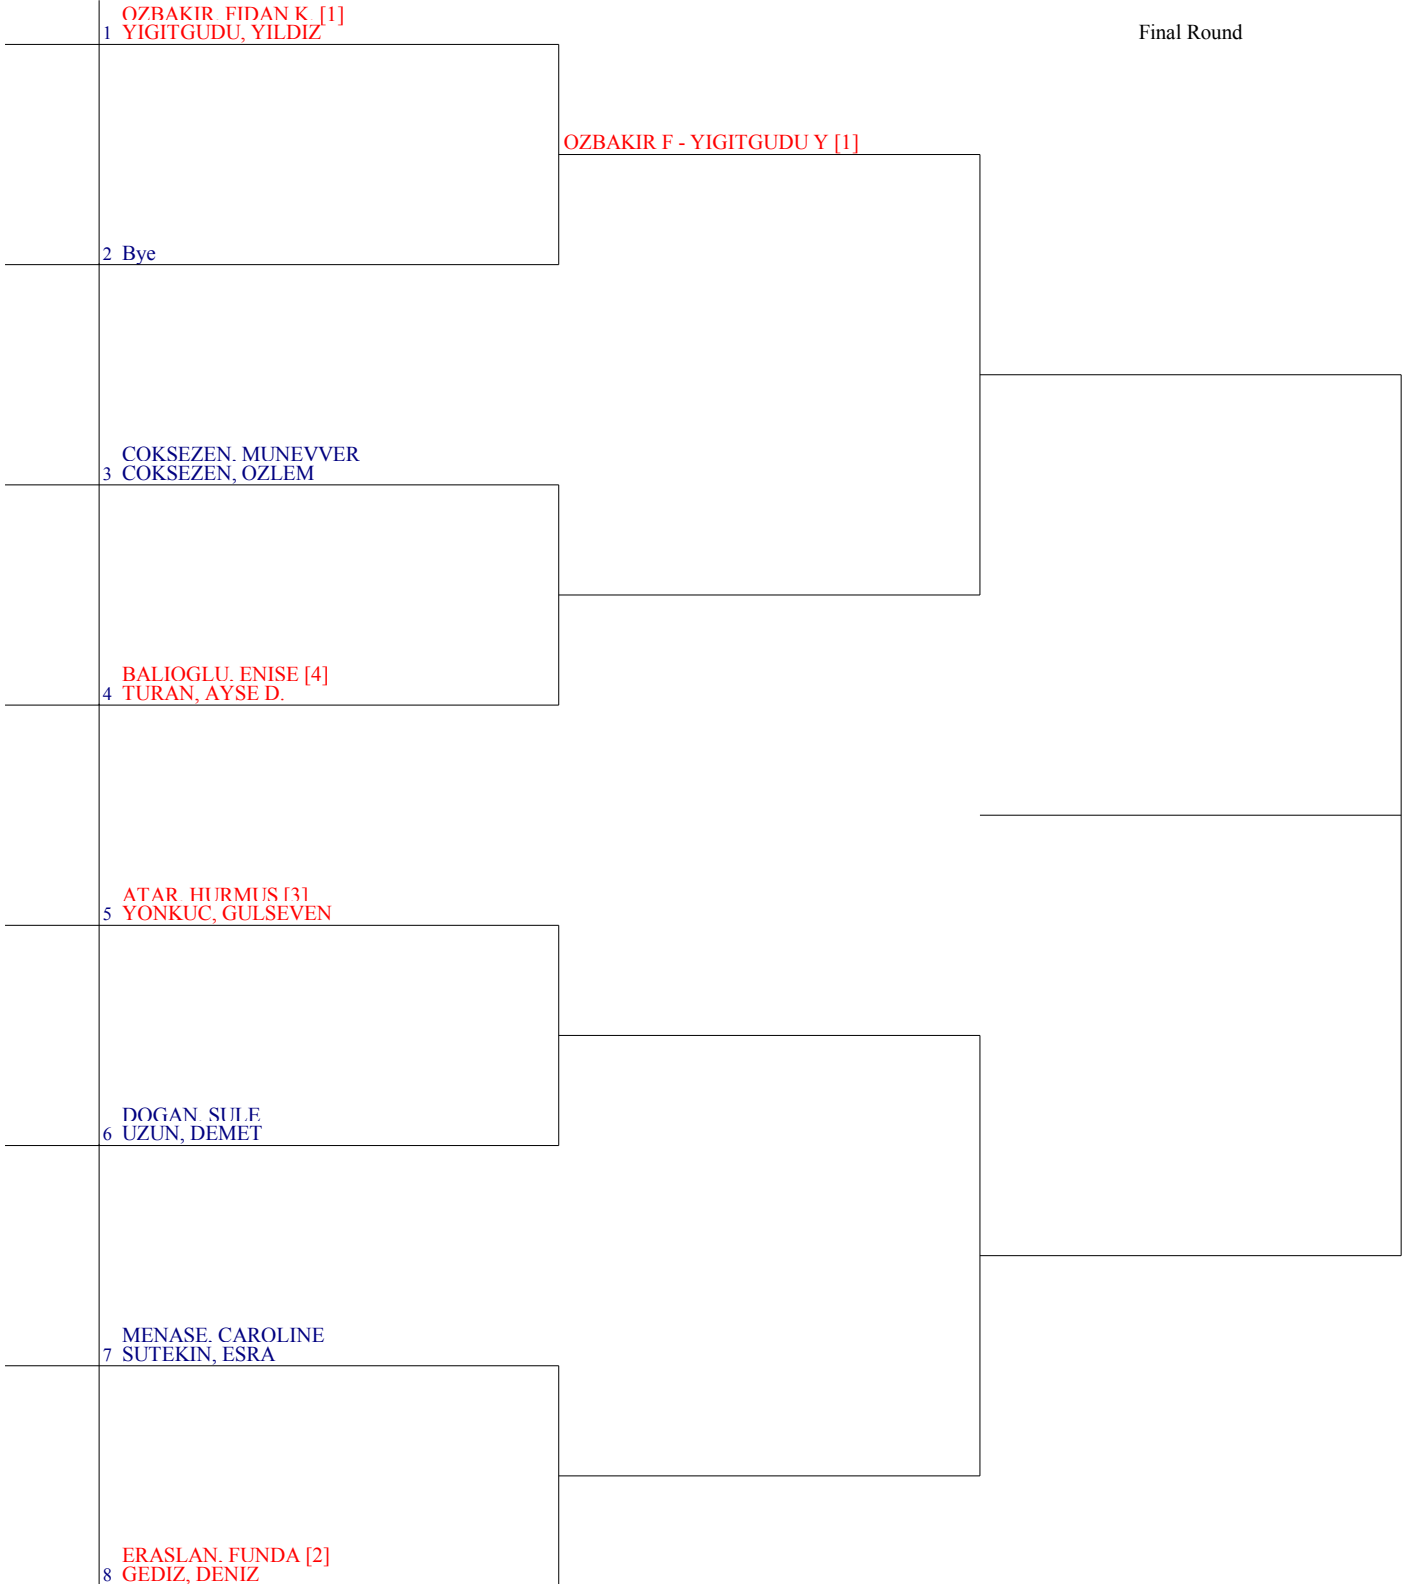 OZBAKIR, FIDAN K. [1]
1 YIGITGUDU, YILDIZ
Final Round
OZBAKIR F - YIGITGUDU Y [1]
2 Bye
COKSEZEN, MUNEVVER
3 COKSEZEN, OZLEM
BALIOGLU, ENISE [4]
4 TURAN, AYSE D.
ATAR, HURMUS [3]
5 YONKUC, GULSEVEN
DOGAN, SULE
6 UZUN, DEMET
MENASE, CAROLINE
7 SUTEKIN, ESRA
ERASLAN, FUNDA [2]
8 GEDIZ, DENIZ